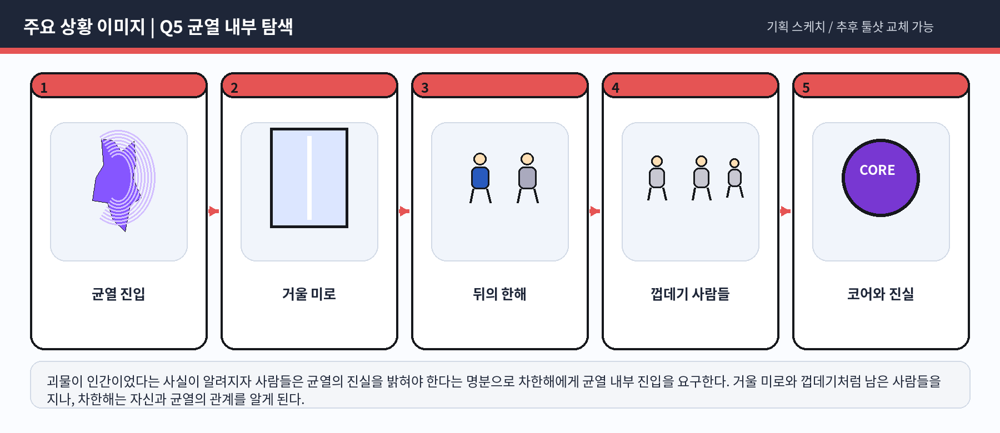 주요 상황 이미지 | Q5 균열 내부 탐색
기획 스케치 / 추후 툴샷 교체 가능
1
2
3
4
5
CORE
균열 진입
거울 미로
뒤의 한해
껍데기 사람들
코어와 진실
괴물이 인간이었다는 사실이 알려지자 사람들은 균열의 진실을 밝혀야 한다는 명분으로 차한해에게 균열 내부 진입을 요구한다. 거울 미로와 껍데기처럼 남은 사람들을
지나, 차한해는 자신과 균열의 관계를 알게 된다.